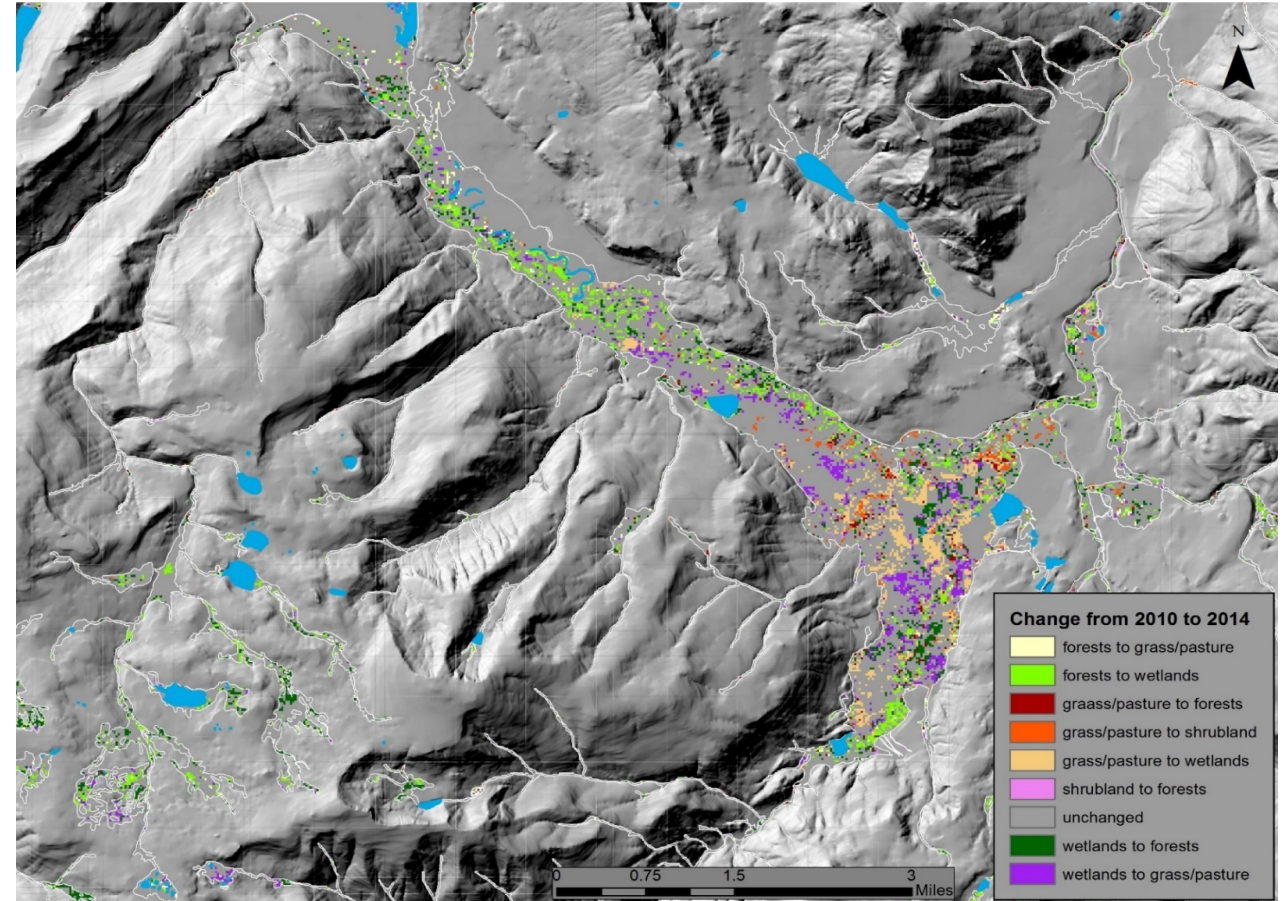 N
Change from 2010 to 2014
forests to grass/pasture
forests to wetlands
graass/pasture to forests
grass/pasture to shrubland
grass/pasture to wetlands
shrubland to forests
unchanged
wetlands to forests
wetlands to grass/pasture
0 0.75 1.5 3
Miles